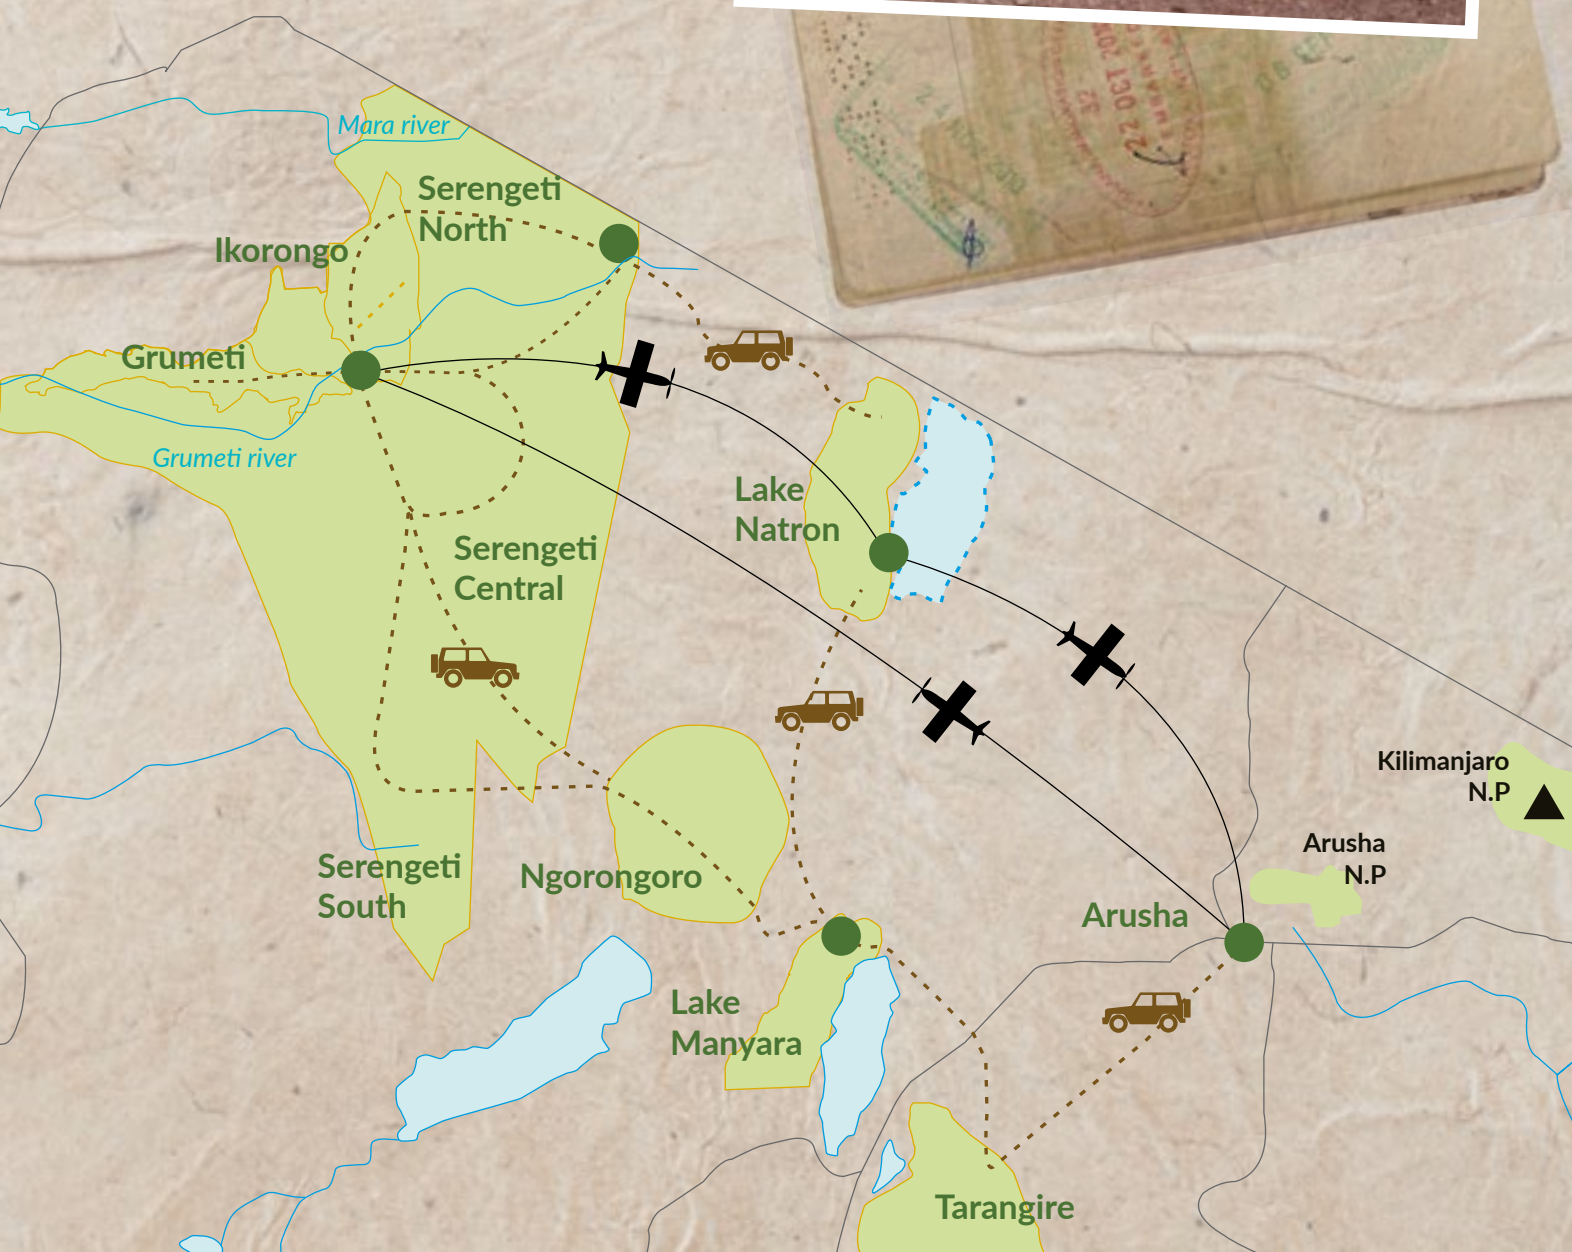 Mara river
Serengeti
North
Ikorongo
Grumeti
Grumeti river
Lake
Natron
Serengeti
Central
Kilimanjaro
N.P
Arusha
N.P
Serengeti
South
Ngorongoro
Arusha
Lake
Manyara
Tarangire